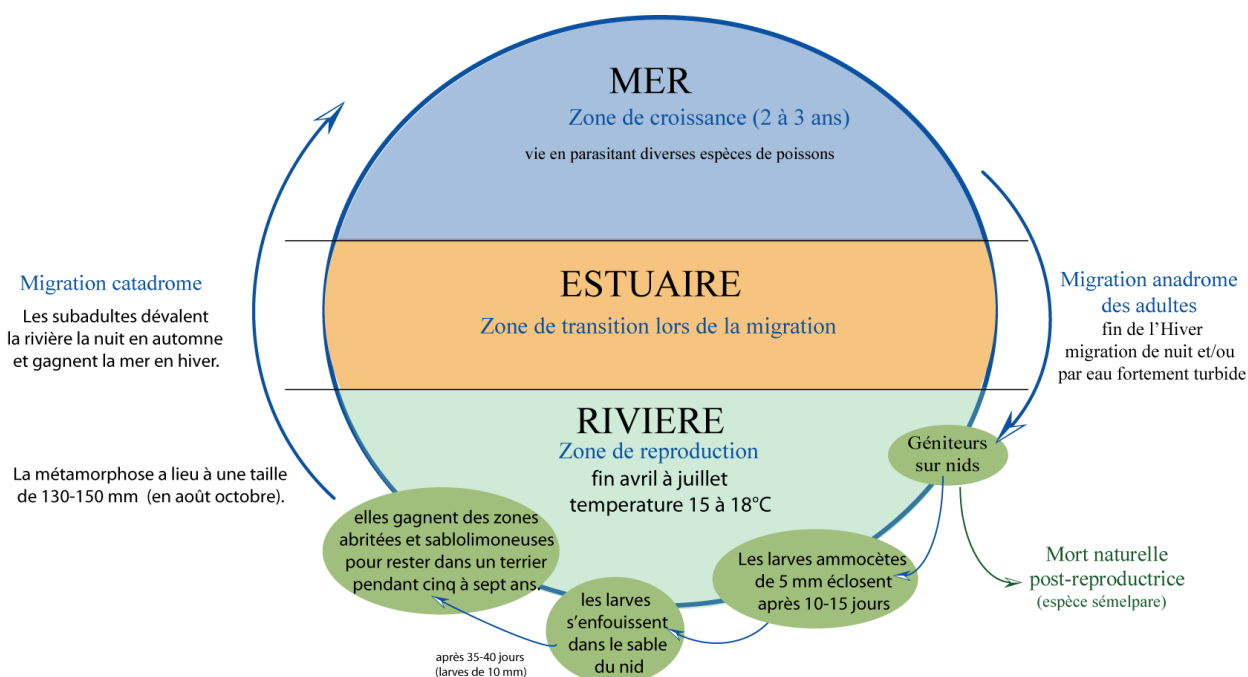 MER
Zone de croissance (2 à 3 ans)
vie en parasitant diverses espèces de poissons
ESTUAIRE
Zone de transition lors de la migration
Migration catadrome
Les subadultes dévalent
la rivière la nuit en automne
et gagnent la mer en hiver.
Migration anadrome
des adultes
fin de l'Hiver
migration de nuit et/ou
par eau fortement turbide
RIVIERE
Zone de reproduction
fin avril à juillet
temperature 15 à 18°C
Géniteurs
sur nids
La métamorphose a lieu à une taille
de 130-150 mm (en août octobre).
elles gagnent des zones
abritées et sablolimoneuses
pour rester dans un terrier
pendant cinq à sept ans.
Les larves ammocètes
de 5 mm éclosent
après 10-15 jours
Mort naturelle
post-reproductrice
(espèce sémelpare)
les larves
s'enfouissent
dans le sable
du nid
après 35-40 jours
(larves de 10 mm)